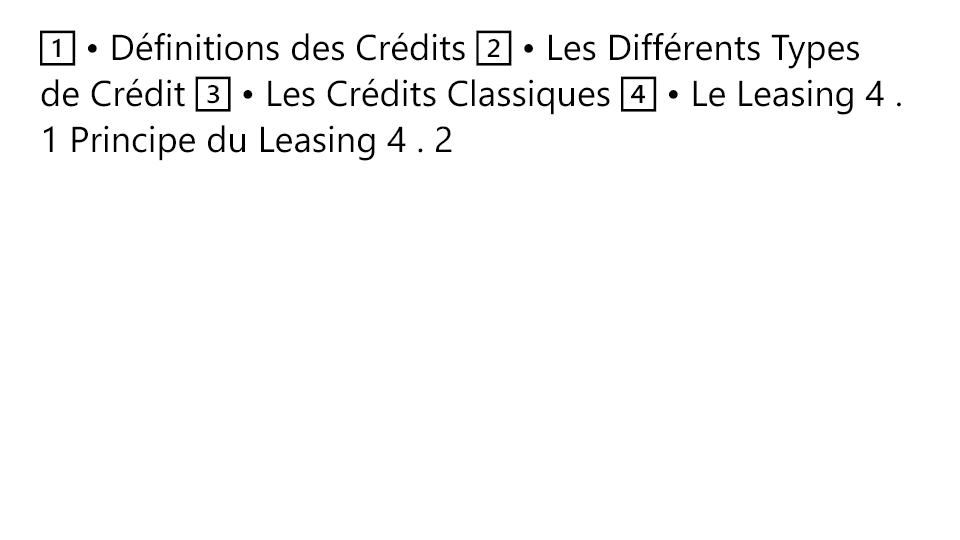 1 • Définitions des Crédits 2 • Les Différents Types
de Crédit 3 • Les Crédits Classiques 4 • Le Leasing 4 .
1 Principe du Leasing 4 . 2